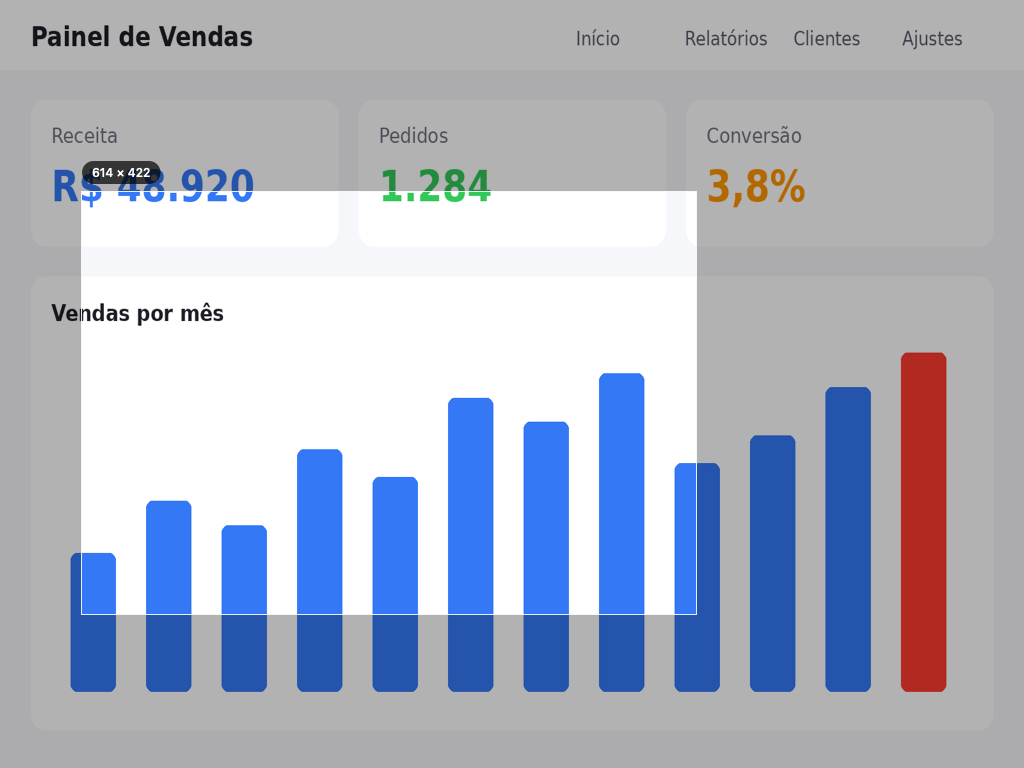 Painel de Vendas
Início Relatórios Clientes Ajustes
Receita
Pedidos
Conversão
614 × 422
R$ 48.920
1.284
3,8%
Vendas por mês